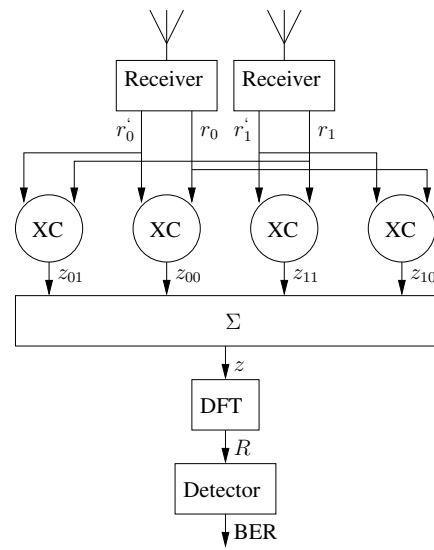 Receiver Receiver
r‘0 r0 r‘1 r1
XC XC XC XC
z01 z00 z11 z10
Σ
z
DFT
R
Detector
BER